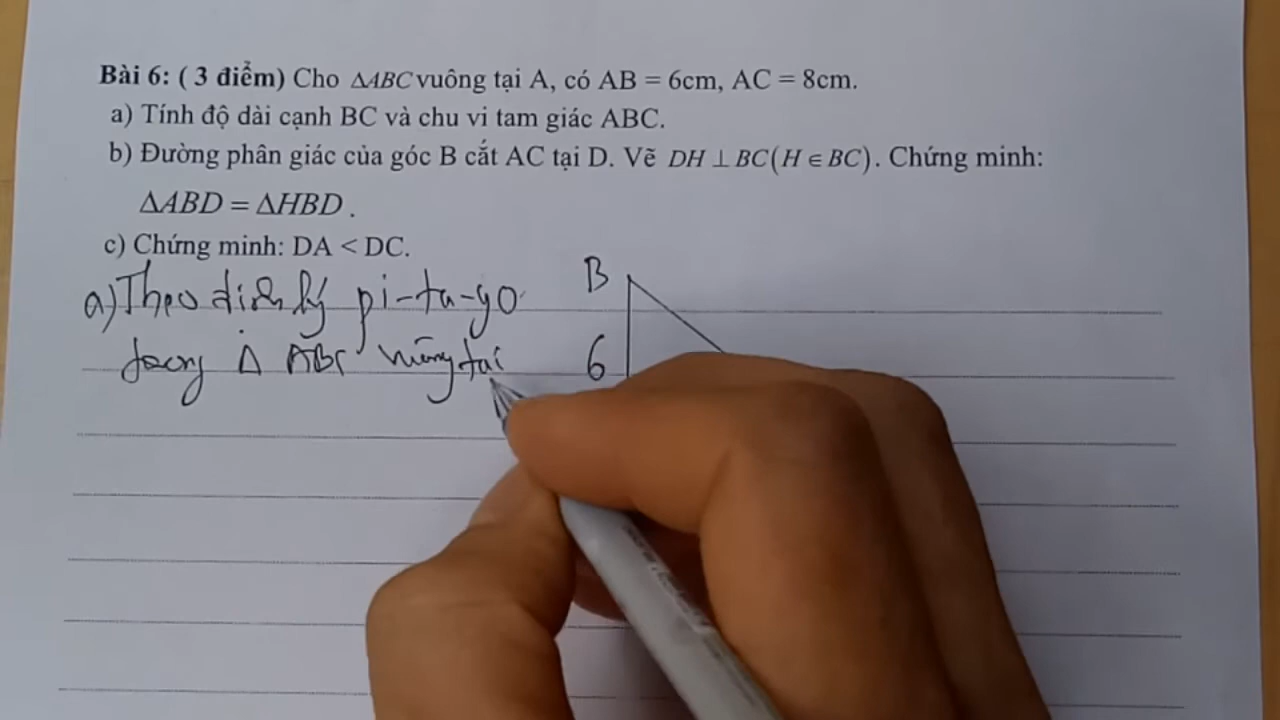 Bài 6: ( 3 điểm) Cho ΔABC vuông tại A, có AB = 6cm, AC = 8cm.
a) Tính độ dài cạnh BC và chu vi tam giác ABC.
b) Đường phân giác của góc B cắt AC tại D. Vẽ DH ⊥ BC(H ∈ BC). Chứng minh:
ΔABD = ΔHBD .
c) Chứng minh: DA < DC.
a) Theo định lý pi-ta-go
trong Δ ABC vuông tại
B
6